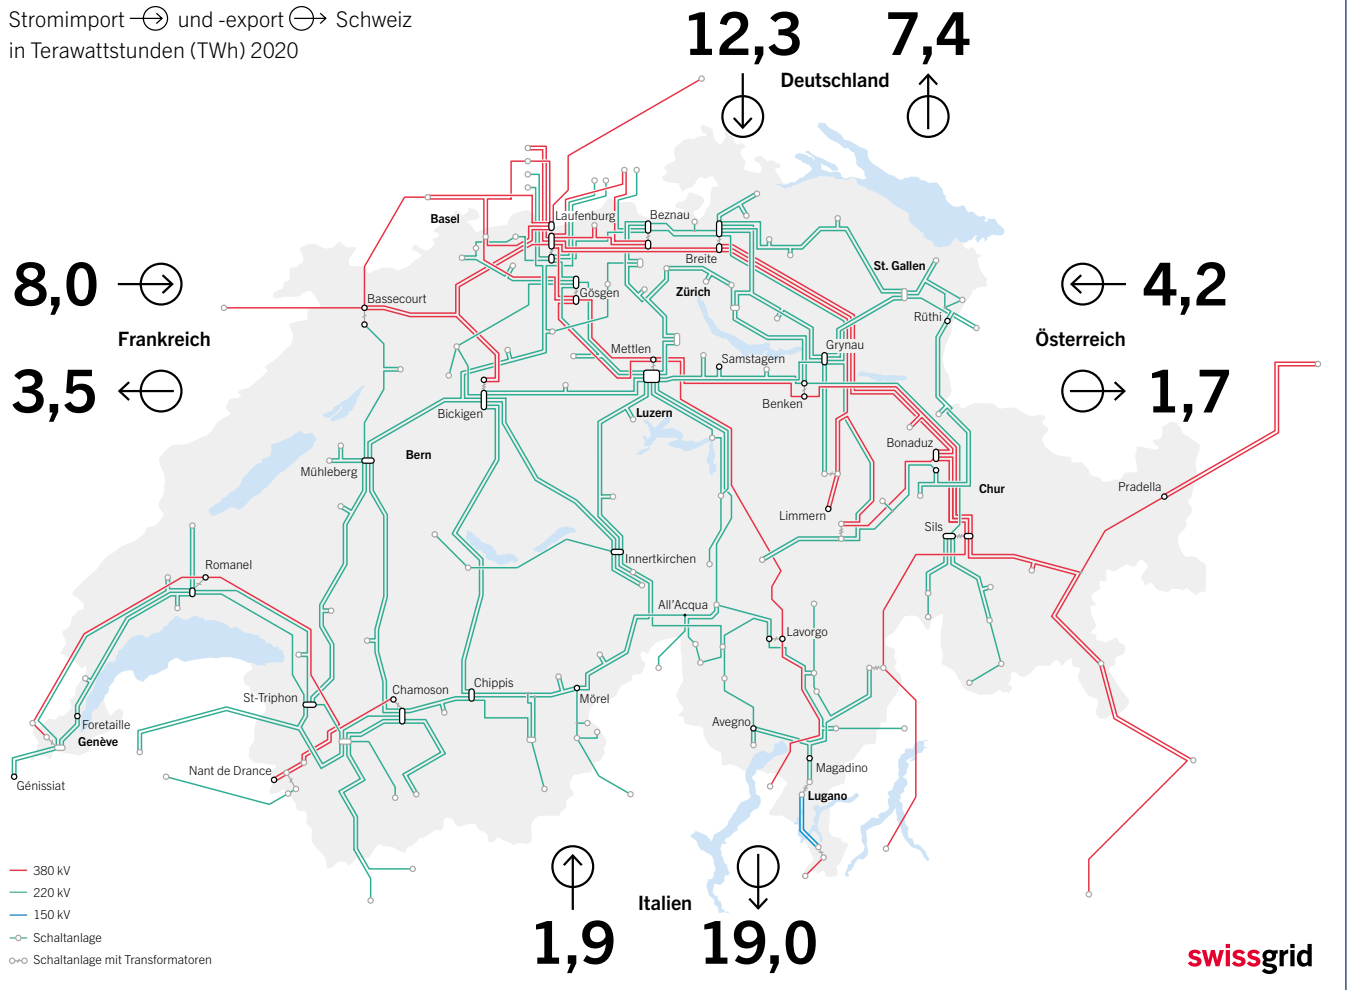 Stromimport und -export Schweiz
in Terawattstunden (TWh) 2020
12,3
7,4
Deutschland
Basel
Laufenburg
Beznau
Breite
St. Gallen
8,0
Gösgen
Zürich
4,2
Bassecourt
Rüthi
Frankreich
Österreich
Mettlen
Samstagern
Grynau
3,5
1,7
Bickigen
Luzern
Benken
Bern
Bonaduz
Mühleberg
Chur
Pradella
Limmern
Sils
Romanel
Innertkirchen
All'Acqua
Lavorgo
St-Triphon
Chamoson
Chippis
Mörel
Foretaille
Genève
Avegno
Nant de Drance
Magadino
Génissiat
Lugano
380 kV
220 kV
150 kV
Schaltanlage
Schaltanlage mit Transformatoren
Italien
1,9
19,0
swissgrid